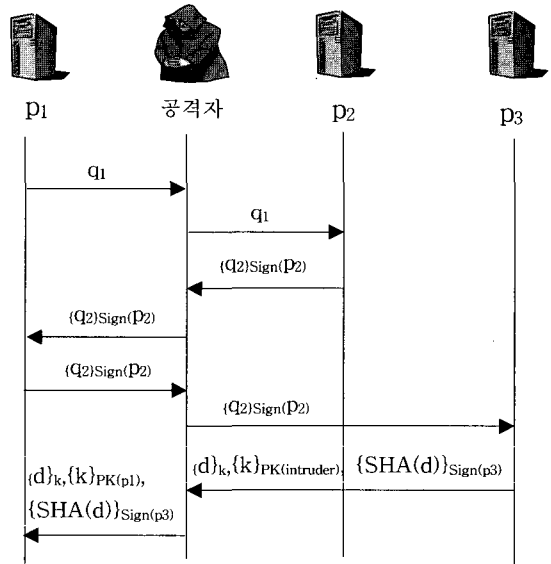 p1 공격자 p2 p3
q1
q1
{q2}Sign(p2)
{q2}Sign(p2)
{q2}Sign(p2)
{q2}Sign(p2)
{d}k,{k}PK(intruder), {SHA(d)}Sign(p3)
{d}k,{k}PK(p1),
{SHA(d)}Sign(p3)